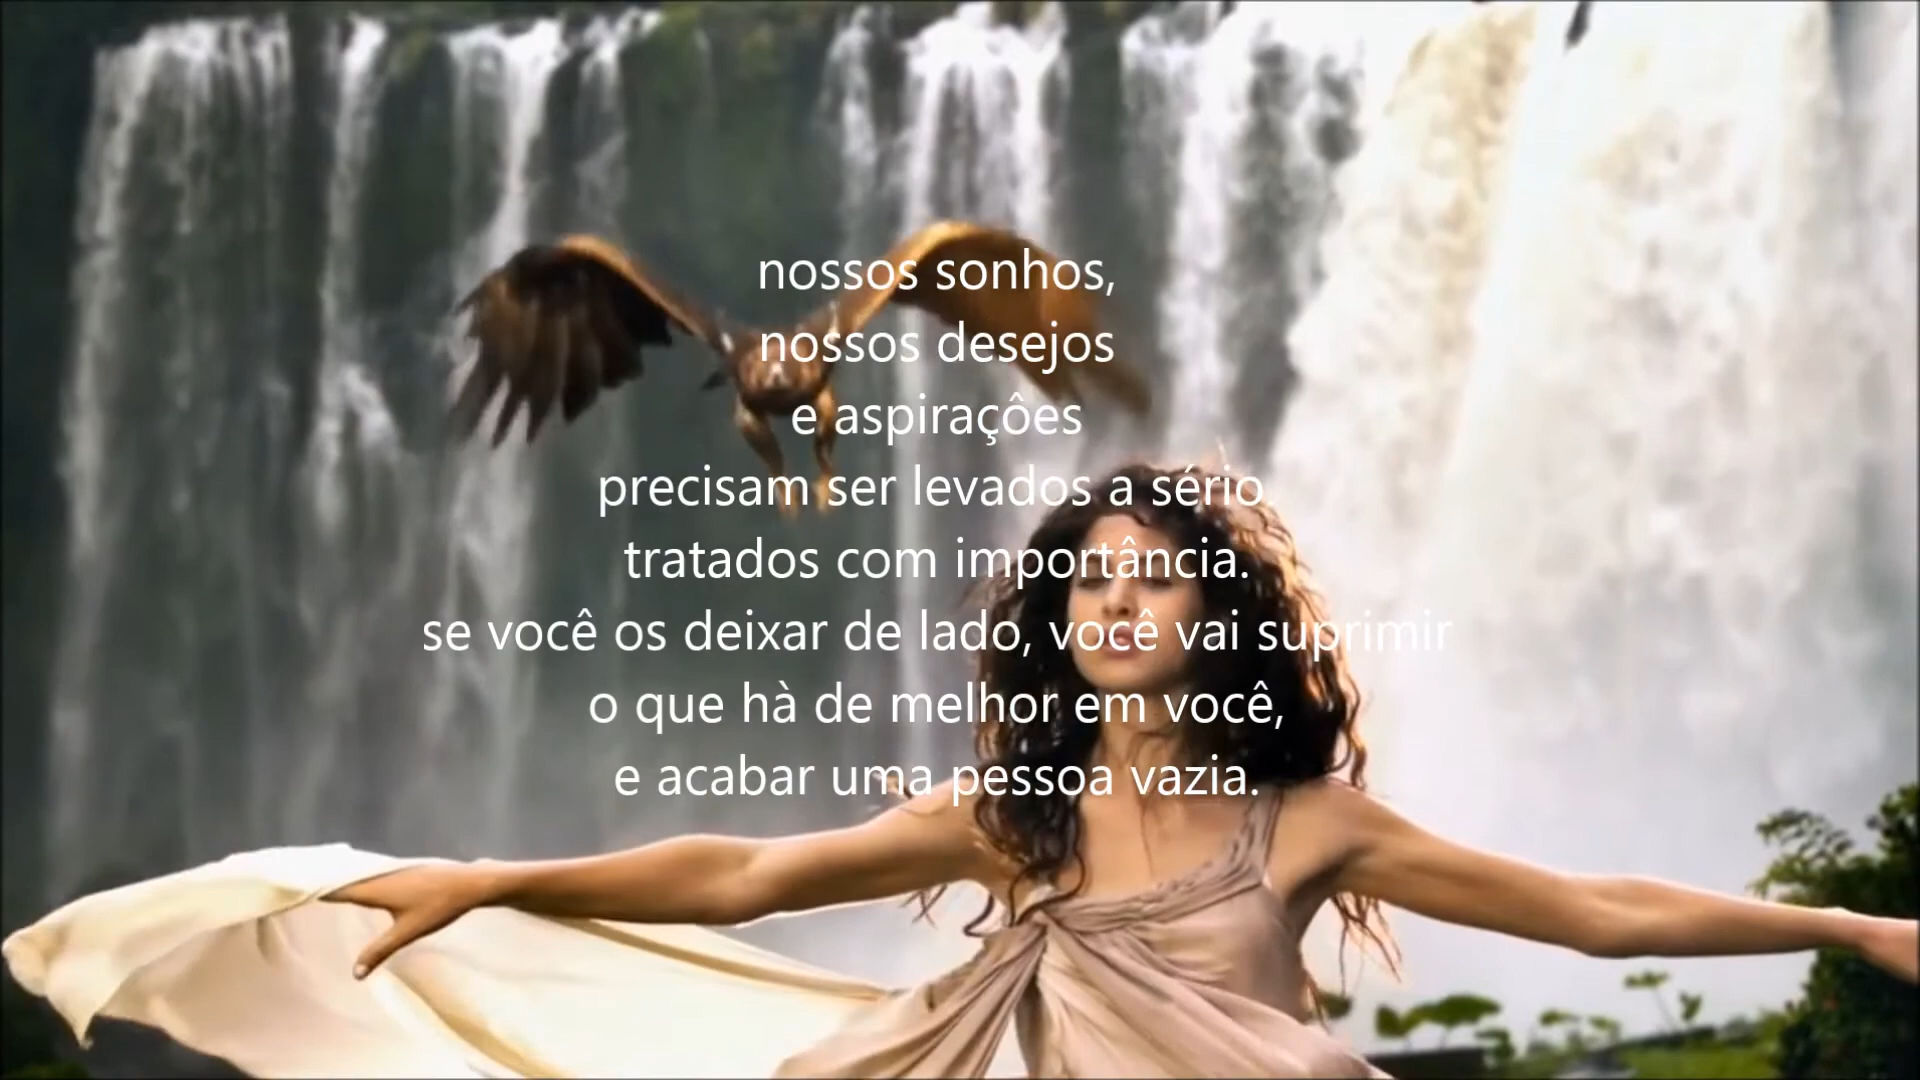 nossos sonhos,
nossos desejos
e aspiraçôes
precisam ser levados a sério.
tratados com importância.
se você os deixar de lado, você vai suprimir
o que hà de melhor em você,
e acabar uma pessoa vazia.